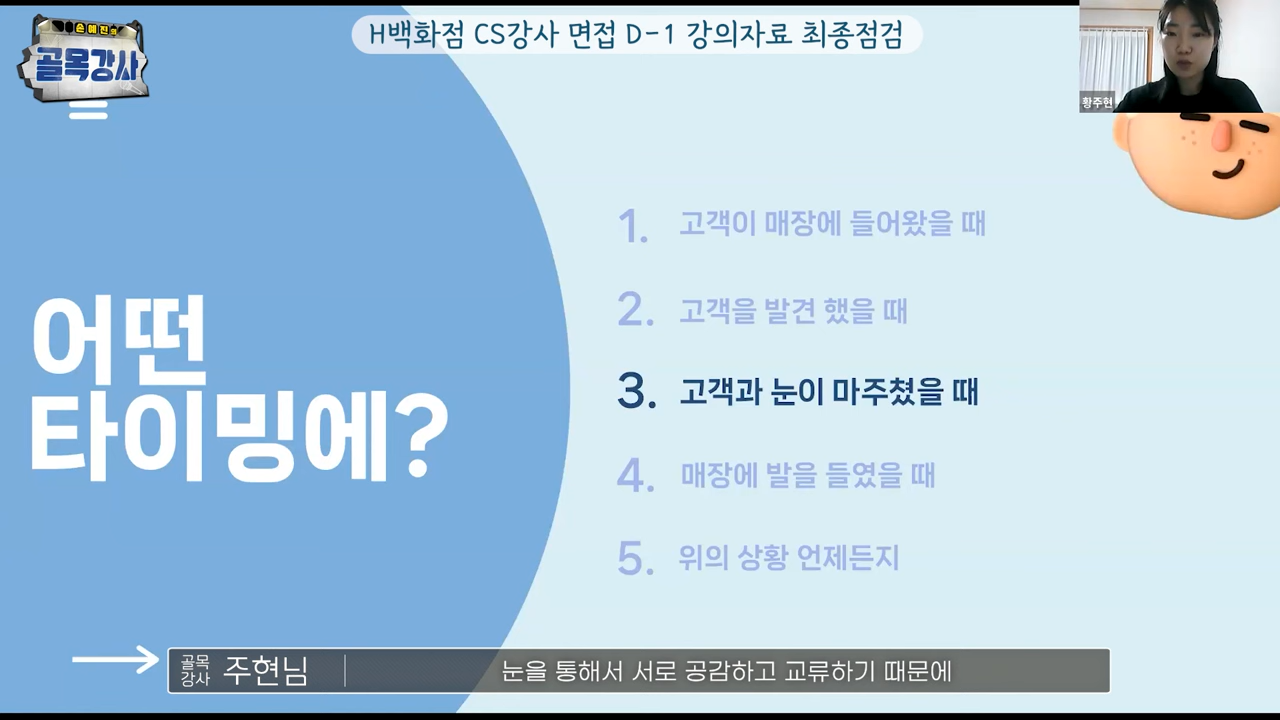 손예진의
골목강사
H백화점 CS강사 면접 D-1 강의자료 최종점검
황주현
어떤
타이밍에?
1. 고객이 매장에 들어왔을 때
2. 고객을 발견 했을 때
3. 고객과 눈이 마주쳤을 때
4. 매장에 발을 들였을 때
5. 위의 상황 언제든지
골목
강사
주현님
눈을 통해서 서로 공감하고 교류하기 때문에